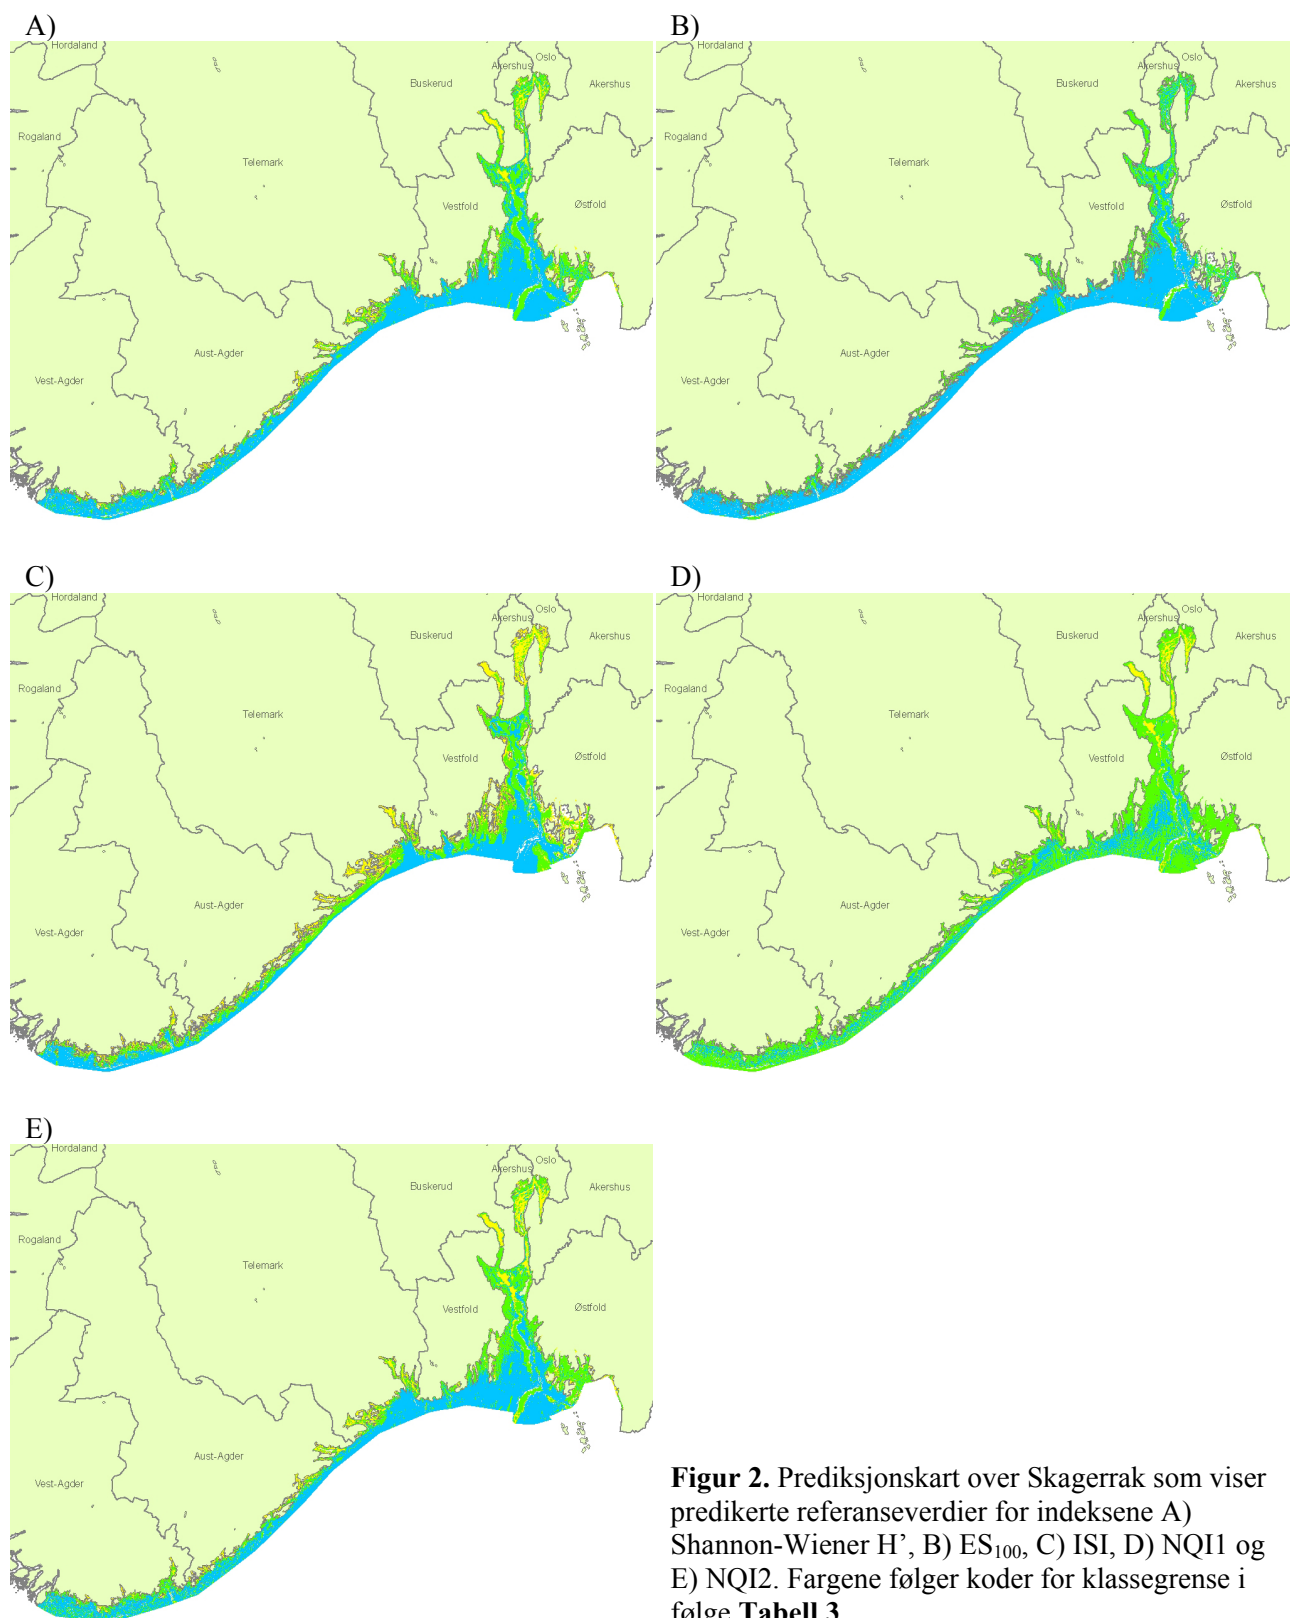 A)
Hordaland
Oslo
Akershus
Buskerud
Akershus
Rogaland
Telemark
Vestfold
Østfold
Aust-Agder
Vest-Agder
B)
Hordaland
Oslo
Akershus
Buskerud
Akershus
Rogaland
Telemark
Vestfold
Østfold
Aust-Agder
Vest-Agder
C)
Hordaland
Oslo
Akershus
Buskerud
Akershus
Rogaland
Telemark
Vestfold
Østfold
Aust-Agder
Vest-Agder
D)
Hordaland
Oslo
Akershus
Buskerud
Akershus
Rogaland
Telemark
Vestfold
Østfold
Aust-Agder
Vest-Agder
E)
Hordaland
Oslo
Akershus
Buskerud
Akershus
Rogaland
Telemark
Vestfold
Østfold
Aust-Agder
Vest-Agder
Figur 2. Prediksjonskart over Skagerrak som viser
predikerte referanseverdier for indeksene A)
Shannon-Wiener H’, B) ES100, C) ISI, D) NQI1 og
E) NQI2. Fargene følger koder for klassegrense i
følge Tabell 3